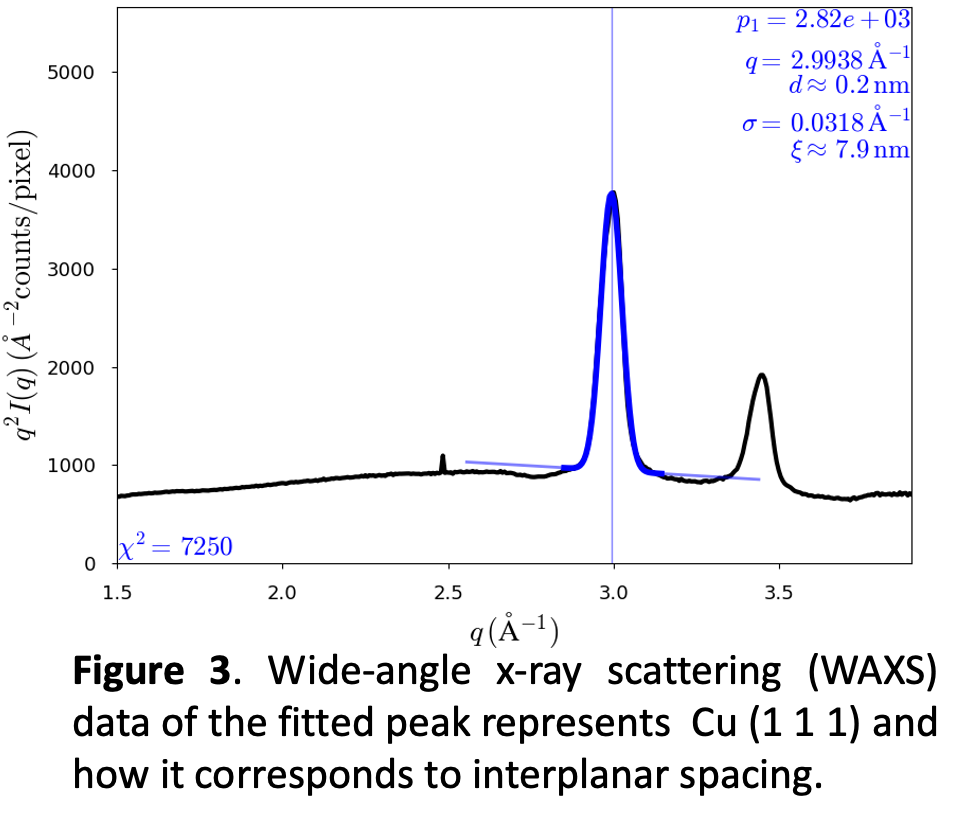 p₁ = 2.82e + 03
q = 2.9938 Å⁻¹
d ≈ 0.2 nm
σ = 0.0318 Å⁻¹
ξ ≈ 7.9 nm
5000
4000
3000
2000
1000
0
q² I(q) (Å⁻² counts/pixel)
χ² = 7250
1.5 2.0 2.5 3.0 3.5
q (Å⁻¹)
Figure 3. Wide-angle x-ray scattering (WAXS)
data of the fitted peak represents Cu (1 1 1) and
how it corresponds to interplanar spacing.